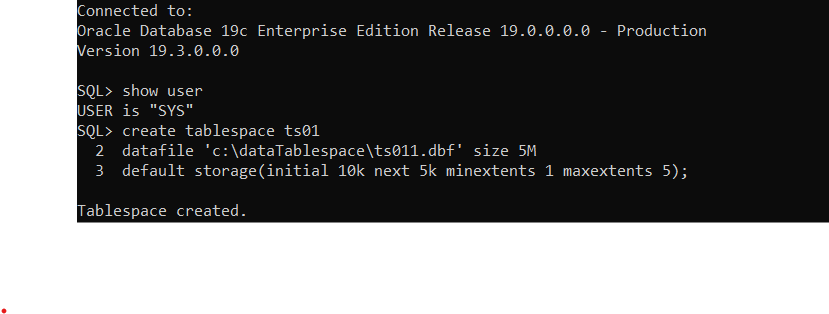 Connected to:
Oracle Database 19c Enterprise Edition Release 19.0.0.0.0 - Production
Version 19.3.0.0.0
SQL> show user
USER is "SYS"
SQL> create tablespace ts01
  2  datafile 'c:\dataTablespace\ts011.dbf' size 5M
  3  default storage(initial 10k next 5k minextents 1 maxextents 5);
Tablespace created.